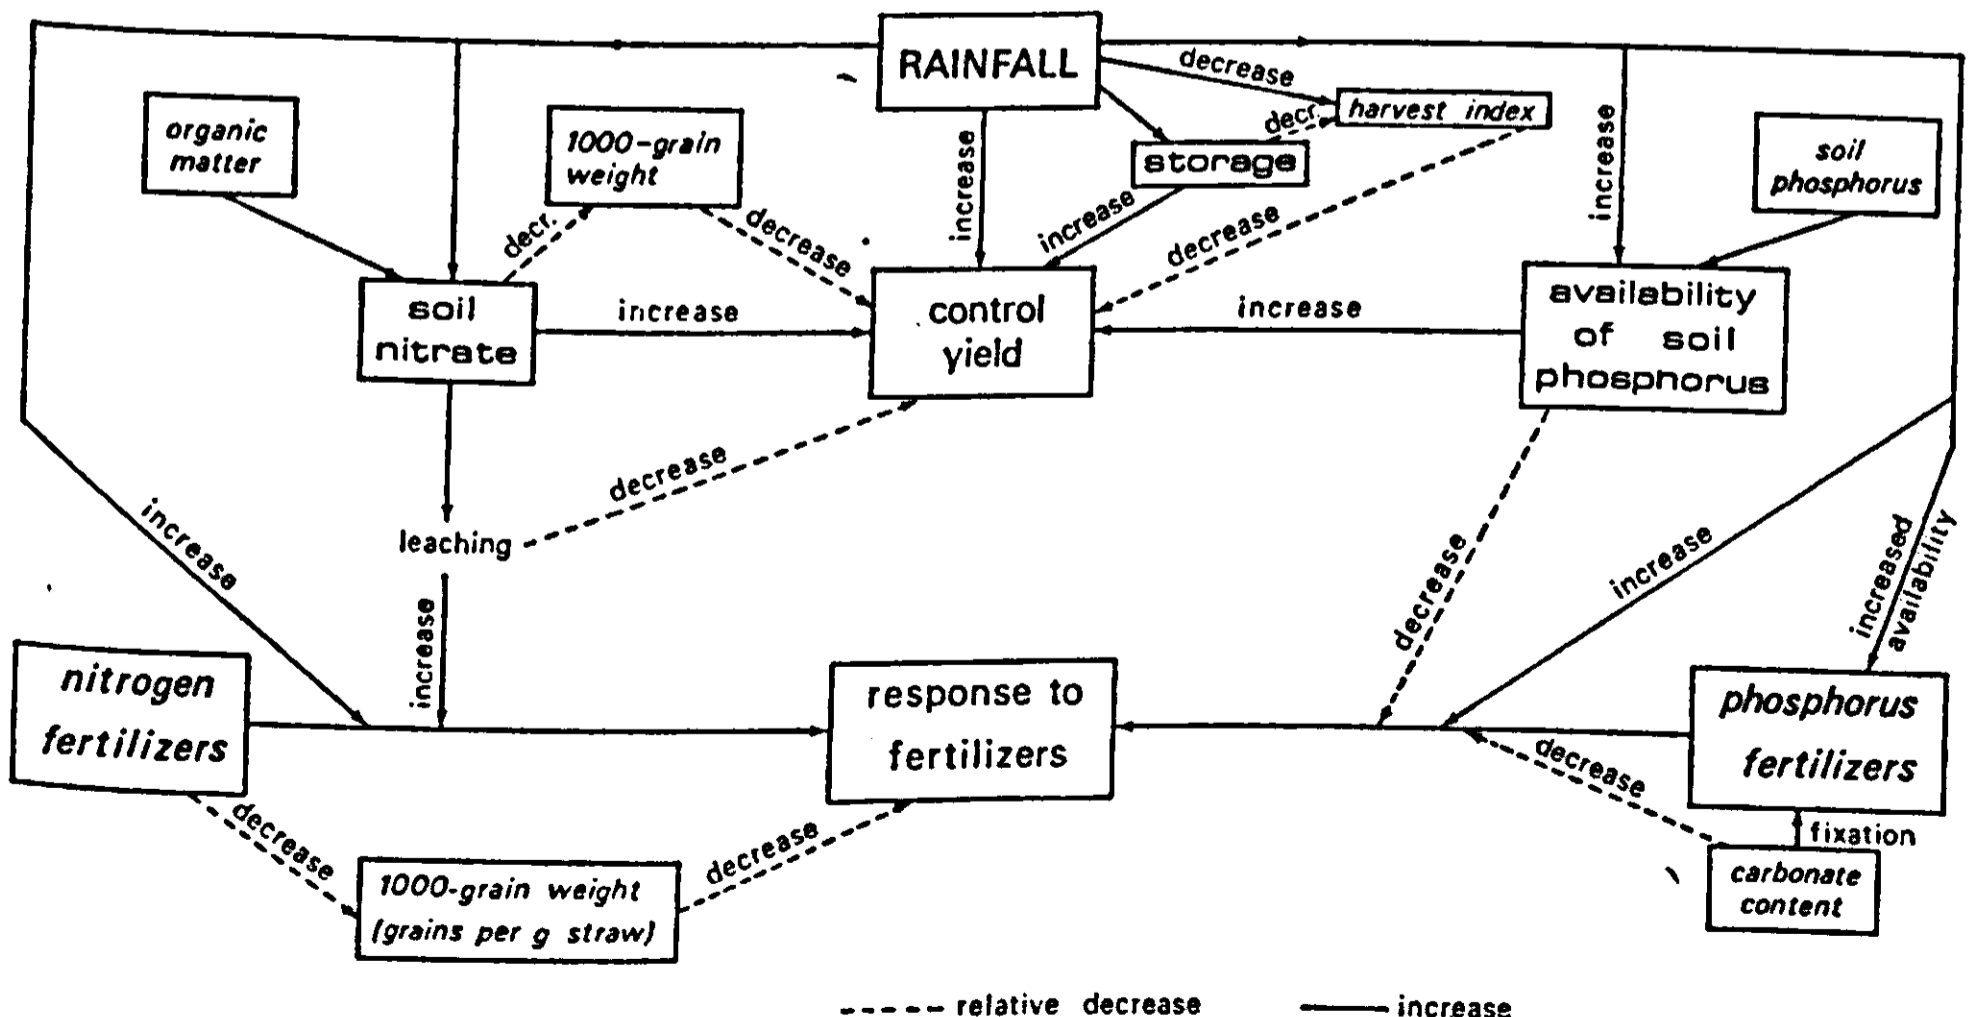 RAINFALL
decrease
harvest index
decr.
storage
organic
matter
1000-grain
weight
increase
increase
soil
phosphorus
decr.
decrease
increase
decrease
soil
nitrate
increase
control
yield
increase
availability
of soil
phosphorus
decrease
leaching
increase
increase
decrease
increase
increased
availability
nitrogen
fertilizers
response to
fertilizers
phosphorus
fertilizers
decrease
decrease
decrease
fixation
1000-grain weight
(grains per g straw)
carbonate
content
relative decrease
increase